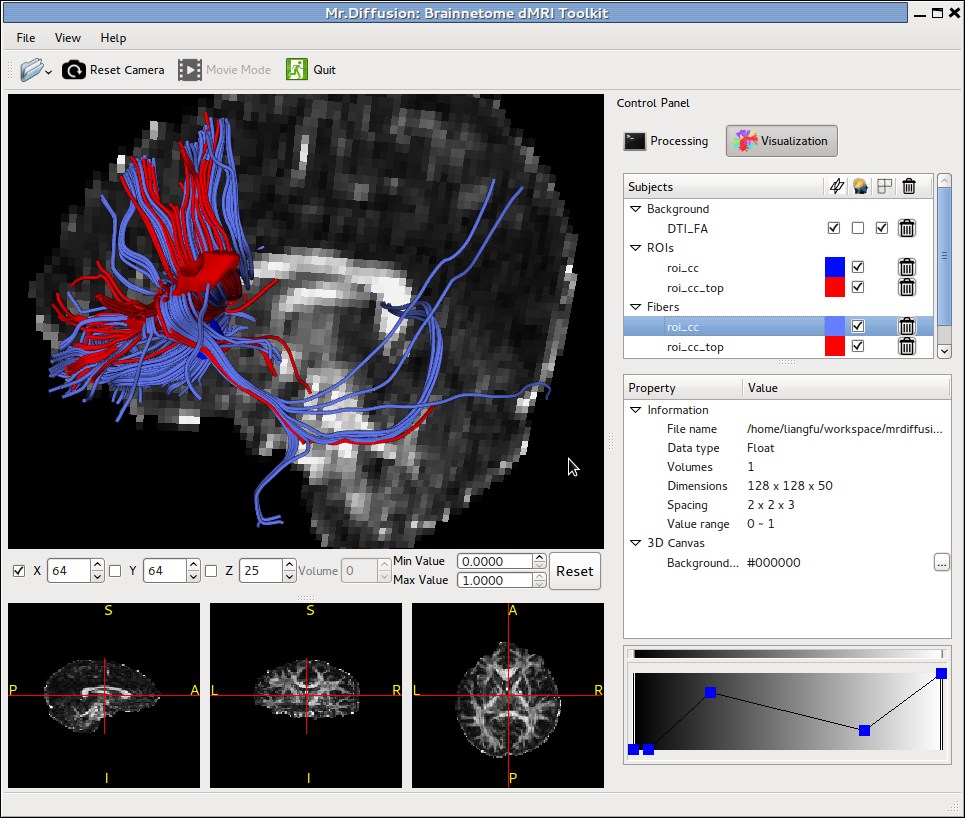 Mr.Diffusion: Brainnetome dMRI Toolkit
File View Help
Reset Camera Movie Mode Quit
Control Panel
Processing Visualization
Subjects
Background
DTI_FA
ROIs
roi_cc
roi_cc_top
Fibers
roi_cc
roi_cc_top
Property Value
Information
File name /home/liangfu/workspace/mrdiffusi...
Data type Float
Volumes 1
Dimensions 128 x 128 x 50
Spacing 2 x 2 x 3
Value range 0 ~ 1
3D Canvas
Background... #000000 ...
X 64 Y 64 Z 25 Volume 0
Min Value 0.0000
Max Value 1.0000
Reset
S S A
P A L R L R
I I P